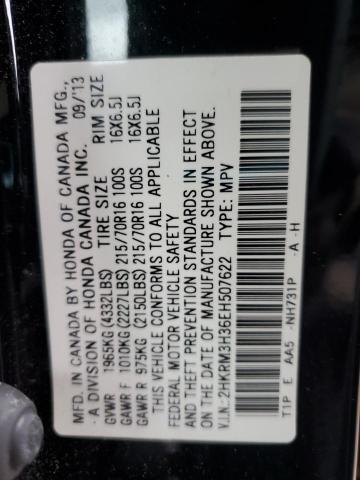 MFD. IN CANADA BY HONDA OF CANADA MFG.,
A DIVISION OF HONDA CANADA INC. 09/'13
GVWR 1965KG(4332LBS) TIRE SIZE RIM SIZE
GAWR F 1010KG(2227LBS) 215/70R16 100S 16X6.5J
GAWR R 975KG (2150LBS) 215/70R16 100S 16X6.5J
THIS VEHICLE CONFORMS TO ALL APPLICABLE
FEDERAL MOTOR VEHICLE SAFETY
AND THEFT PREVENTION STANDARDS IN EFFECT
ON THE DATE OF MANUFACTURE SHOWN ABOVE.
V.I.N.: 2HKRM3H36EH507622 TYPE: MPV
T1P E AA5 -NH731P -A -H